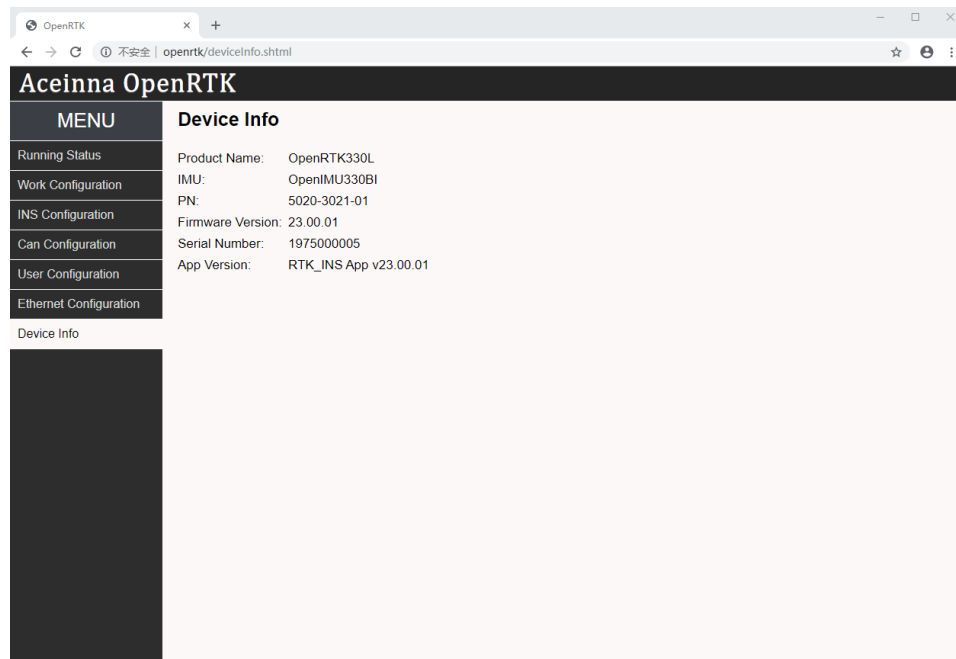 OpenRTK
不安全 | openrtk/deviceInfo.shtml
Aceinna OpenRTK
MENU
Running Status
Work Configuration
INS Configuration
Can Configuration
User Configuration
Ethernet Configuration
Device Info
Device Info
Product Name: OpenRTK330L
IMU: OpenIMU330BI
PN: 5020-3021-01
Firmware Version: 23.00.01
Serial Number: 1975000005
App Version: RTK_INS App v23.00.01